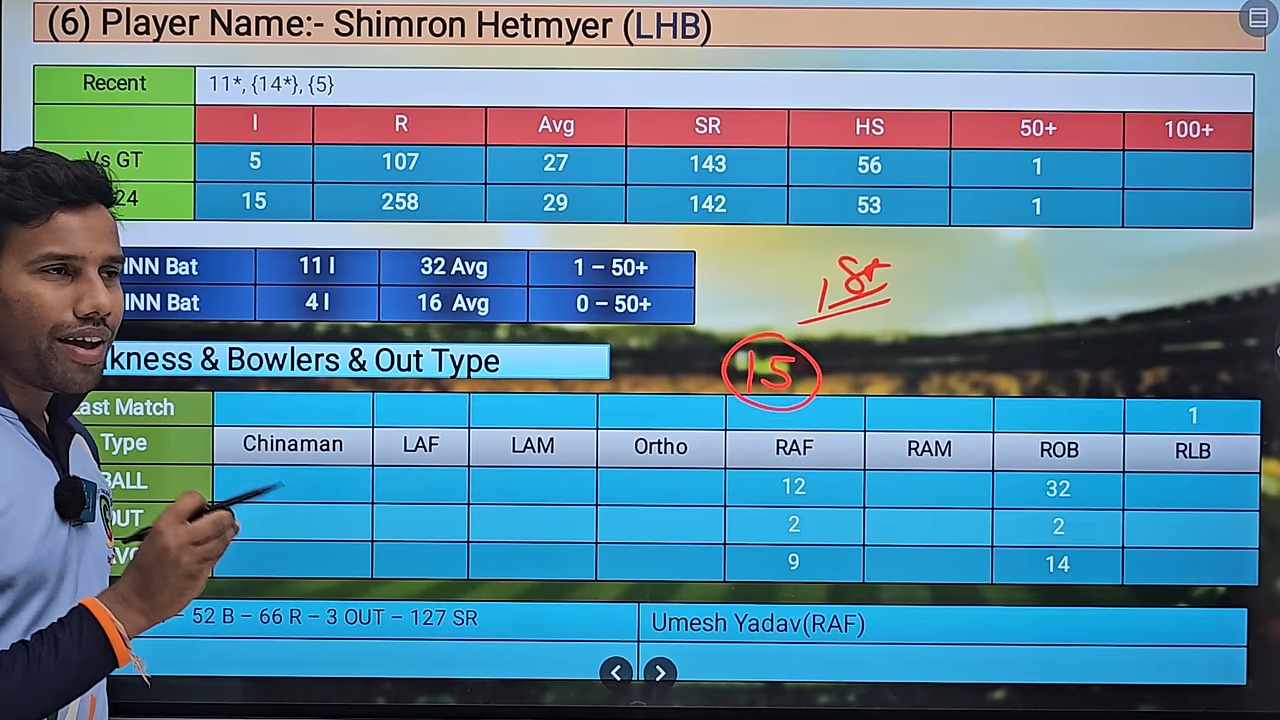 (6) Player Name:- Shimron Hetmyer (LHB)
Recent 11*, {14*}, {5}
I R Avg SR HS 50+ 100+
Vs GT 5 107 27 143 56 1
24 15 258 29 142 53 1
INN Bat 11 I 32 Avg 1 – 50+
INN Bat 4 I 16 Avg 0 – 50+
1 St
15
kness & Bowlers & Out Type
Last Match 1
Type Chinaman LAF LAM Ortho RAF RAM ROB RLB
BALL 12 32
OUT 2 2
AVG 9 14
– 52 B – 66 R – 3 OUT – 127 SR Umesh Yadav(RAF)